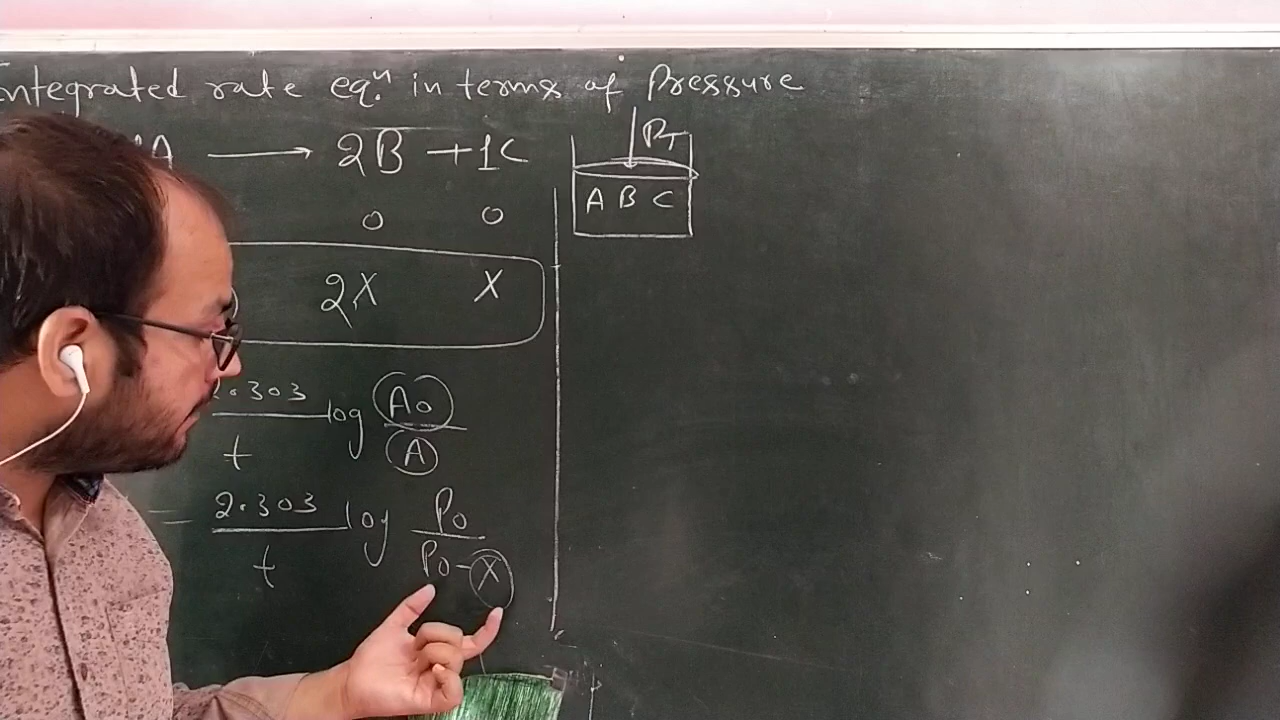 Integrated rate eqⁿ. in terms of Pressure
A ⟶ 2B + 1C
PT
A B C
0 0
2X X
2.303 log A0
t A
= 2.303 log P0
t P0-X